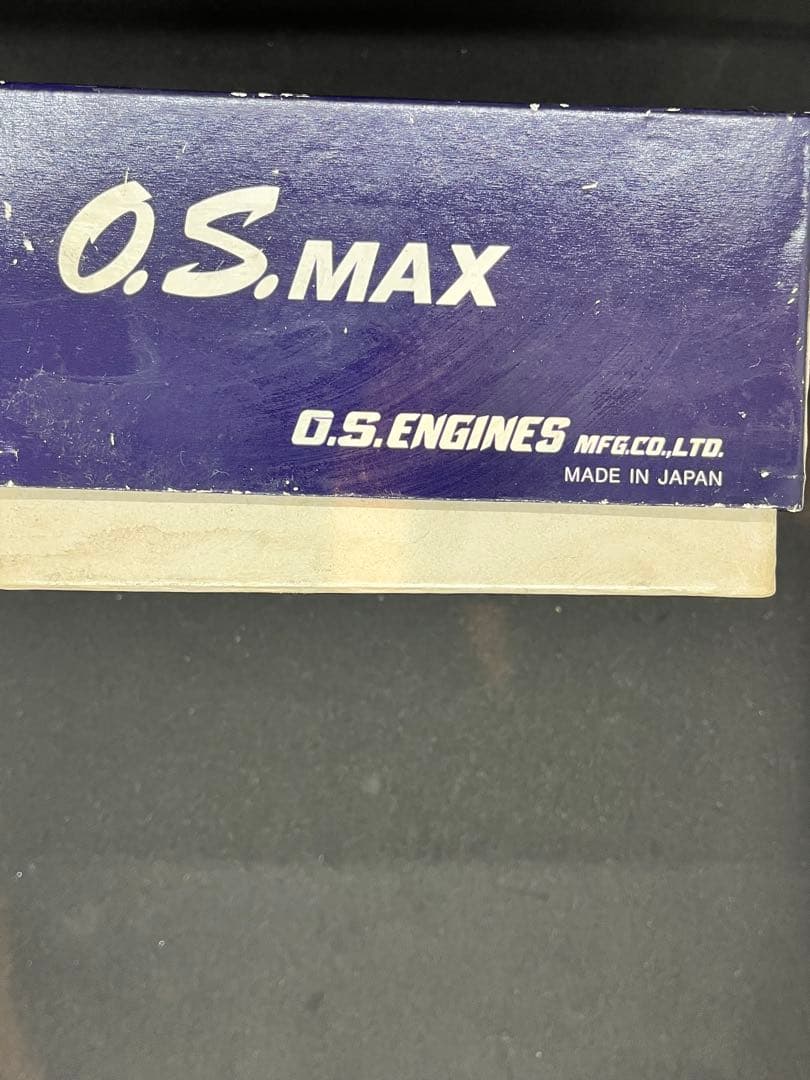 O.S.MAX
O.S.ENGINES MFG.CO.,LTD.
MADE IN JAPAN